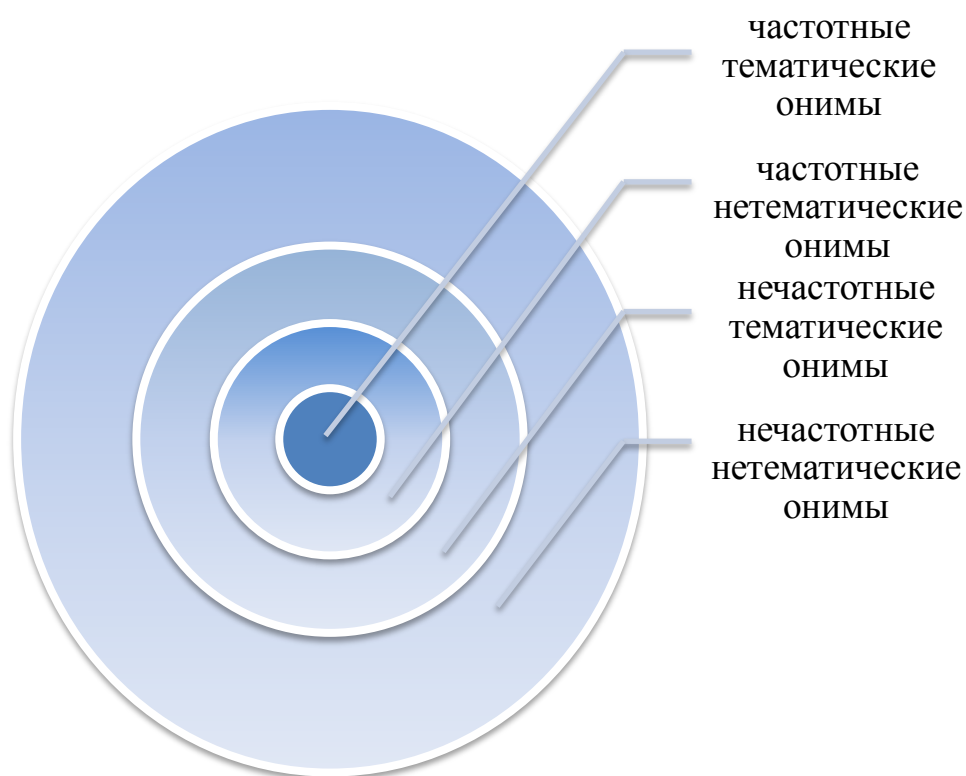 частотные
тематические
онимы
частотные
нетематические
онимы
нечастотные
тематические
онимы
нечастотные
нетематические
онимы